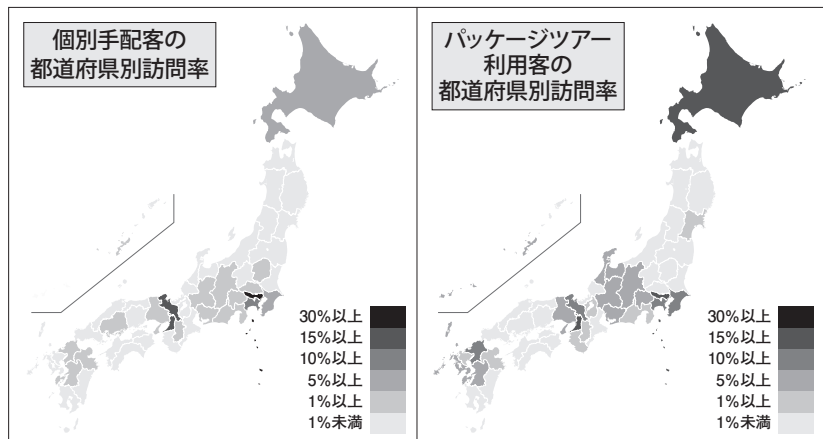 個別手配客の
都道府県別訪問率
30%以上
15%以上
10%以上
5%以上
1%以上
1%未満
パッケージツアー
利用客の
都道府県別訪問率
30%以上
15%以上
10%以上
5%以上
1%以上
1%未満